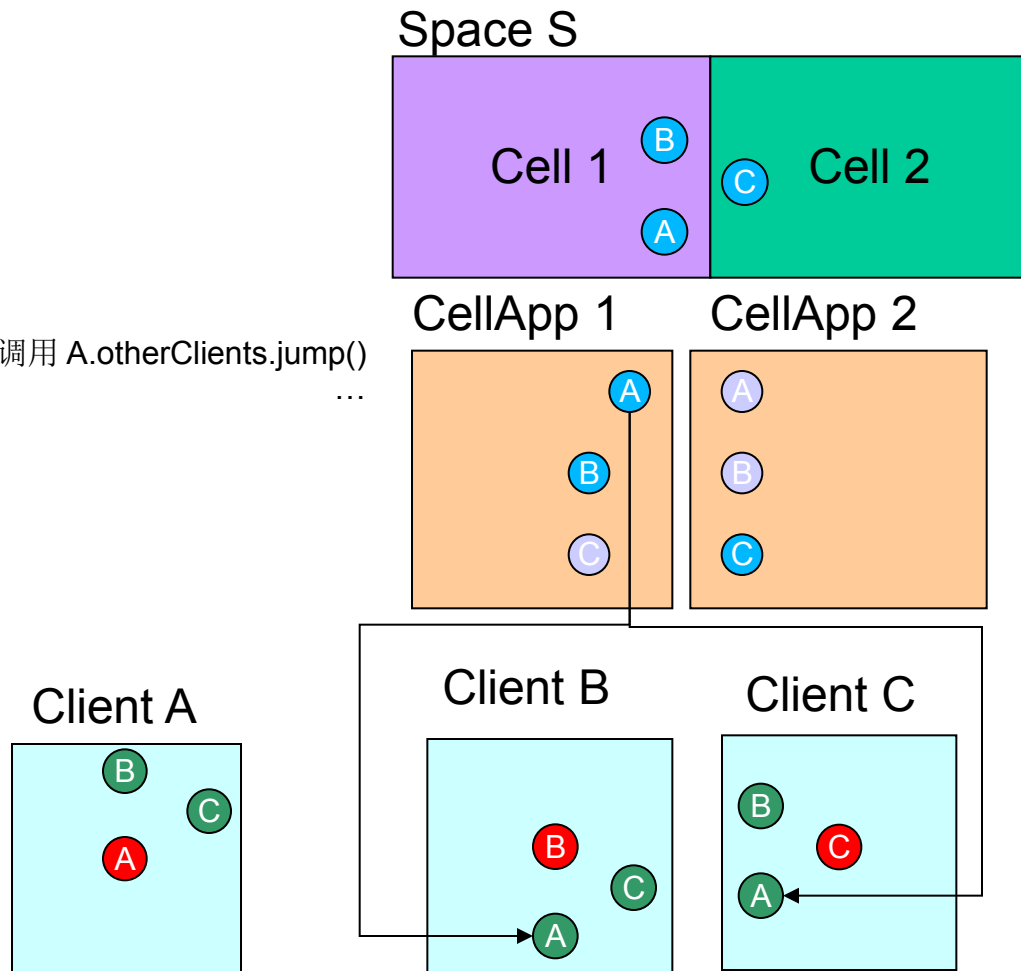 Space S
Cell 1
B
A
C
Cell 2
CellApp 1
CellApp 2
调用 A.otherClients.jump()
…
A
B
C
A
B
C
Client A
B
C
A
Client B
B
C
A
Client C
B
C
A